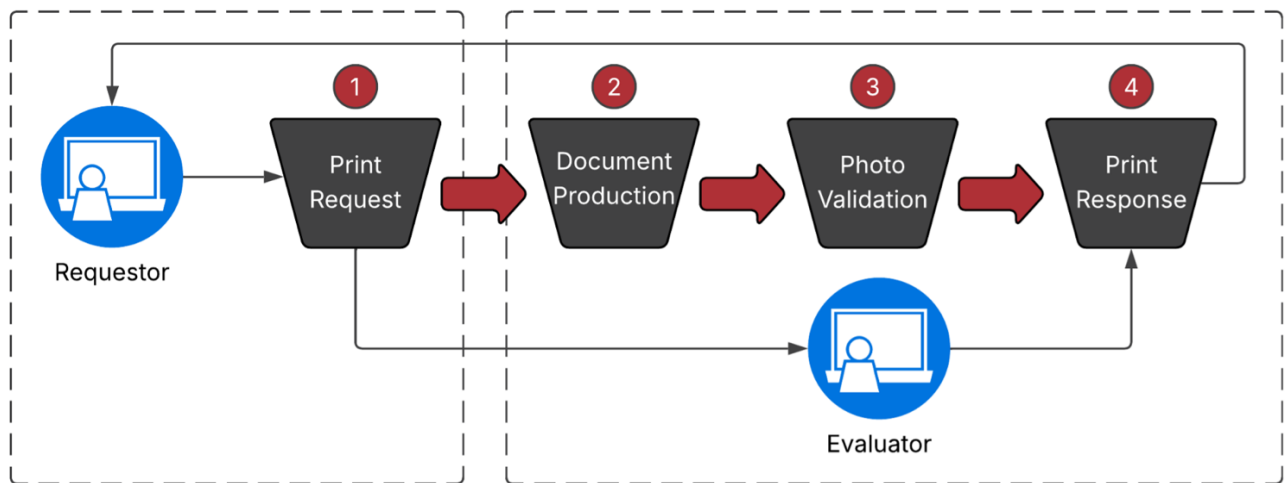 1
2
3
4
Print
Request
Document
Production
Photo
Validation
Print
Response
Requestor
Evaluator